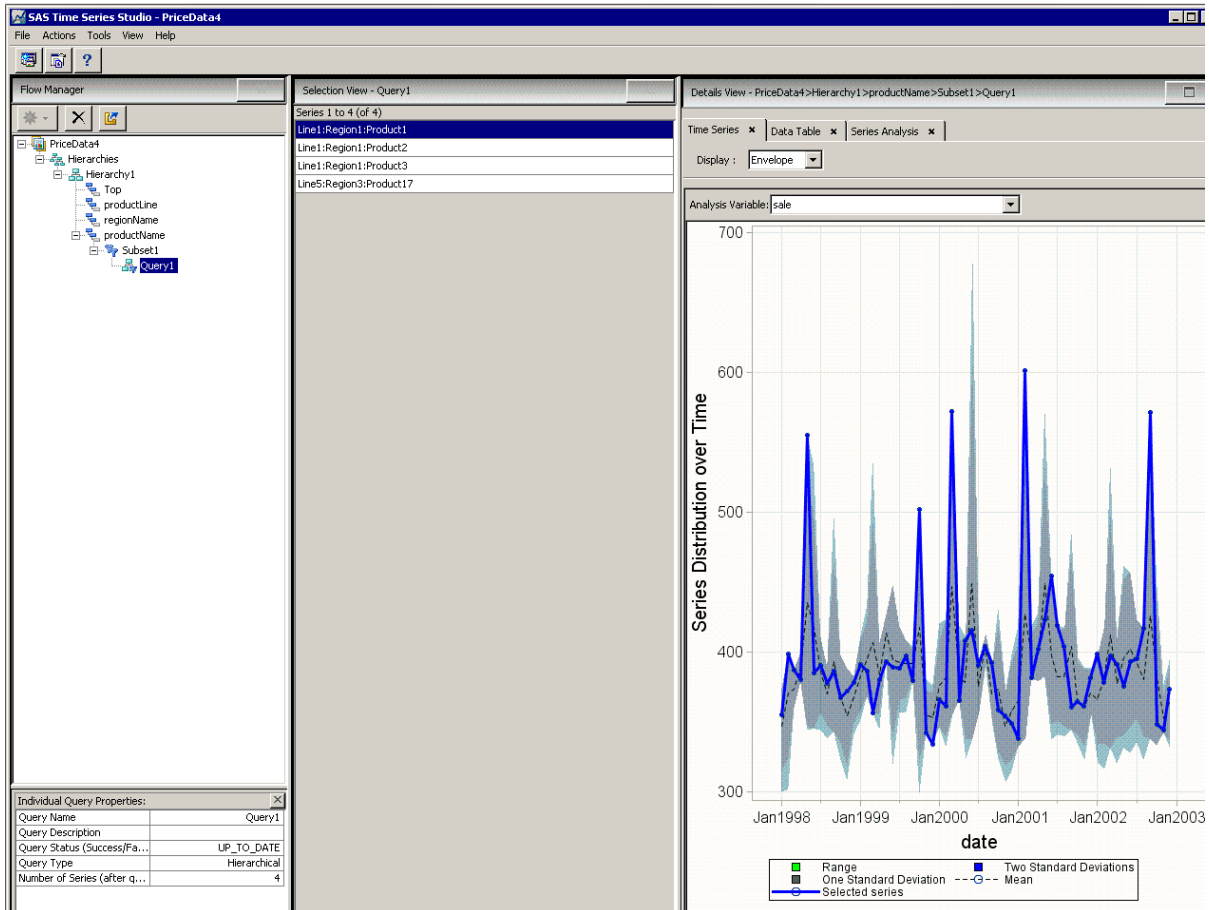 SAS Time Series Studio - PriceData4
File Actions Tools View Help
Flow Manager
PriceData4
Hierarchies
Hierarchy1
Top
productLine
regionName
productName
Subset1
Query1
Individual Query Properties:
Query Name Query1
Query Description
Query Status (Success/Fa... UP_TO_DATE
Query Type Hierarchical
Number of Series (after q... 4
Selection View - Query1
Series 1 to 4 (of 4)
Line1:Region1:Product1
Line1:Region1:Product2
Line1:Region1:Product3
Line5:Region3:Product17
Details View - PriceData4>Hierarchy1>productName>Subset1>Query1
Time Series Data Table Series Analysis
Display : Envelope
Analysis Variable: sale
Series Distribution over Time
700
600
500
400
300
Jan1998 Jan1999 Jan2000 Jan2001 Jan2002 Jan2003
date
Range Two Standard Deviations
One Standard Deviation Mean
Selected series